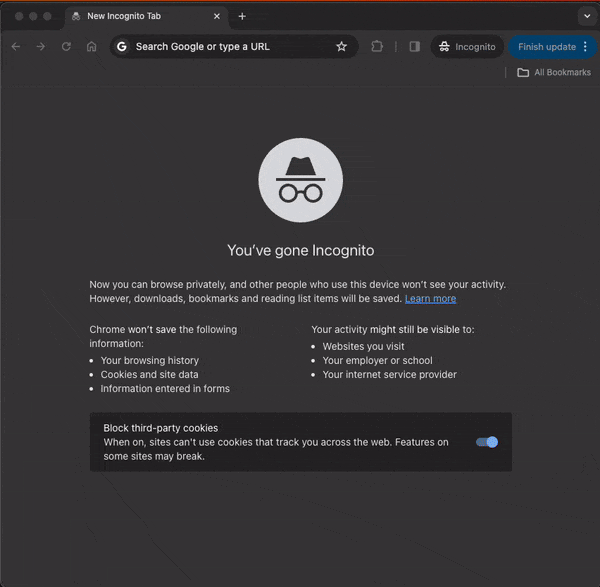 New Incognito Tab
Search Google or type a URL
Incognito
Finish update
All Bookmarks
You've gone Incognito
Now you can browse privately, and other people who use this device won't see your activity.
However, downloads, bookmarks and reading list items will be saved. Learn more
Chrome won't save the following
information:
Your browsing history
Cookies and site data
Information entered in forms
Your activity might still be visible to:
Websites you visit
Your employer or school
Your internet service provider
Block third-party cookies
When on, sites can't use cookies that track you across the web. Features on
some sites may break.